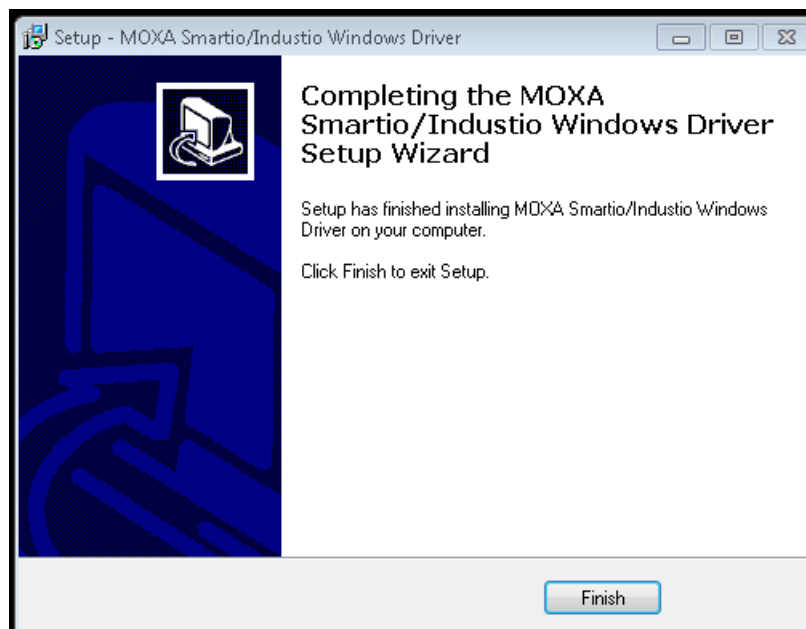 Setup - MOXA Smartio/Industio Windows Driver
Completing the MOXA
Smartio/Industio Windows Driver
Setup Wizard
Setup has finished installing MOXA Smartio/Industio Windows
Driver on your computer.
Click Finish to exit Setup.
Finish